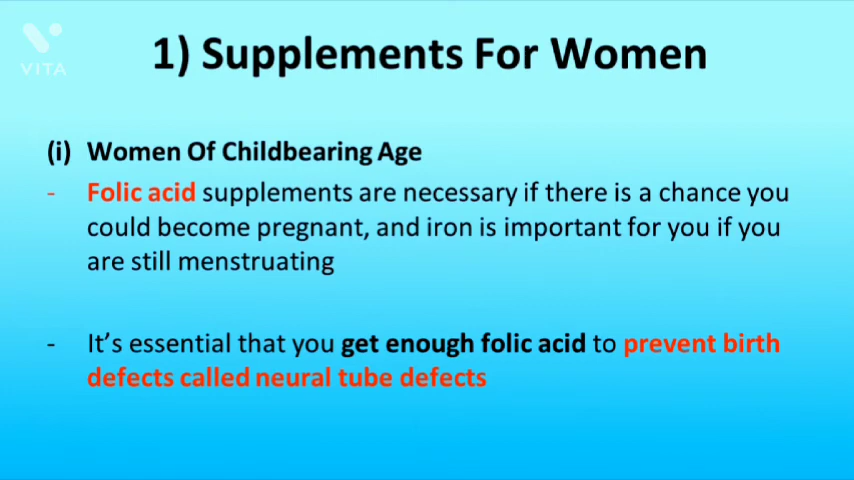 VITA
1) Supplements For Women
(i) Women Of Childbearing Age
- Folic acid supplements are necessary if there is a chance you
could become pregnant, and iron is important for you if you
are still menstruating
- It's essential that you get enough folic acid to prevent birth
defects called neural tube defects